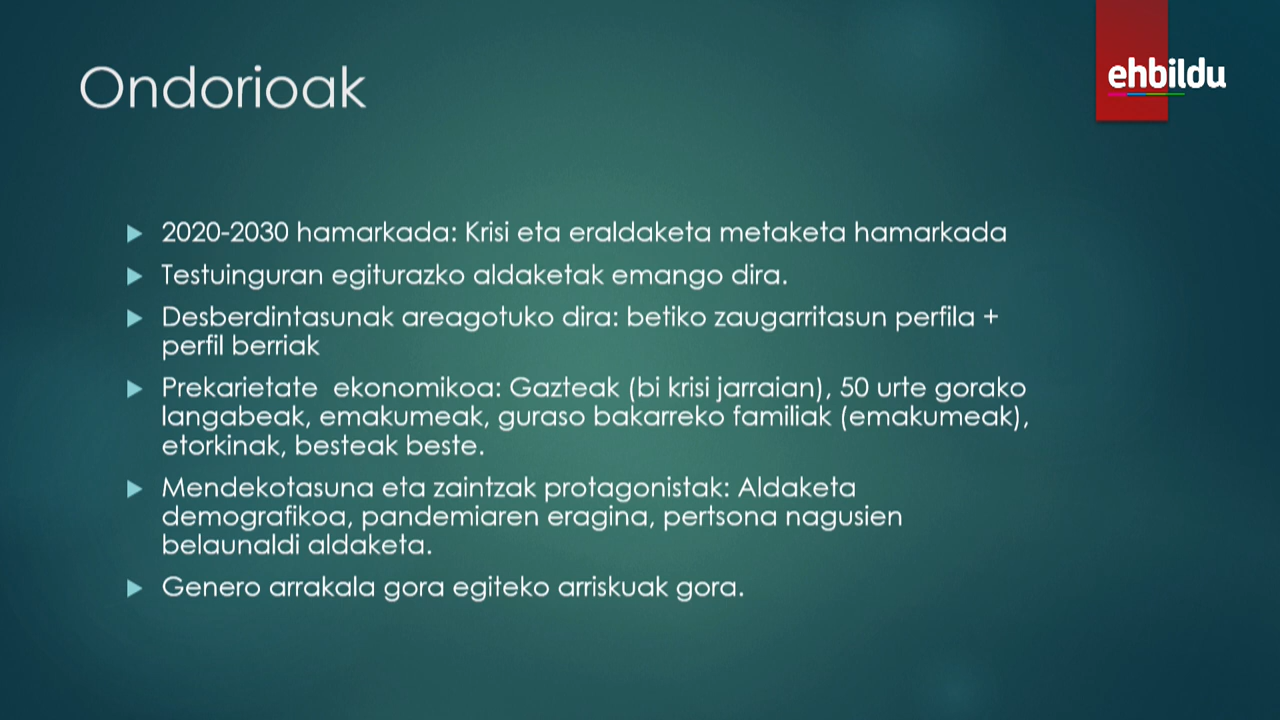 Ondorioak
ehbildu
2020-2030 hamarkada: Krisi eta eraldaketa metaketa hamarkada
Testuinguran egiturazko aldaketak emango dira.
Desberdintasunak areagotuko dira: betiko zaugarritasun perfila +
perfil berriak
Prekarietate  ekonomikoa: Gazteak (bi krisi jarraian), 50 urte gorako
langabeak, emakumeak, guraso bakarreko familiak (emakumeak),
etorkinak, besteak beste.
Mendekotasuna eta zaintzak protagonistak: Aldaketa
demografikoa, pandemiaren eragina, pertsona nagusien
belaunaldi aldaketa.
Genero arrakala gora egiteko arriskuak gora.